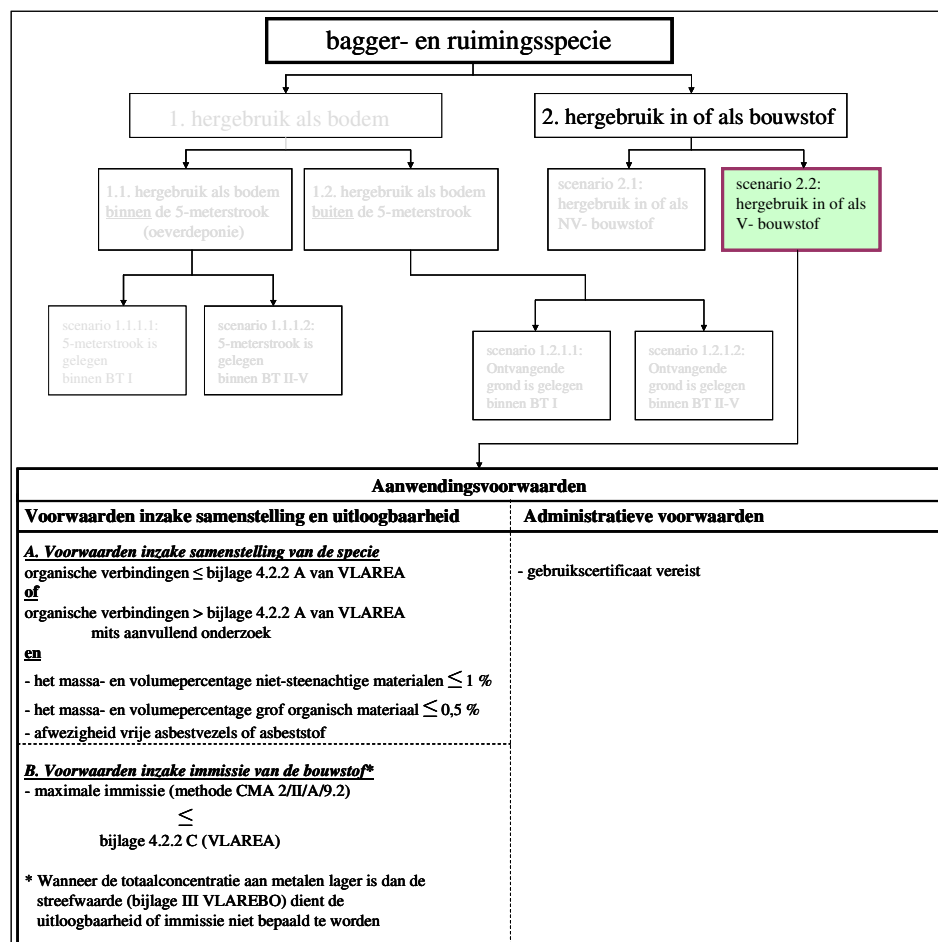 bagger- en ruimingsspecie
1. hergebruik als bodem
2. hergebruik in of als bouwstof
1.1. hergebruik als bodem
binnen de 5-meterstrook
(oeverdeponie)
1.2. hergebruik als bodem
buiten de 5-meterstrook
scenario 2.1:
hergebruik in of als
NV- bouwstof
scenario 2.2:
hergebruik in of als
V- bouwstof
scenario 1.1.1.1:
5-meterstrook is
gelegen
binnen BT I
scenario 1.1.1.2:
5-meterstrook is
gelegen
binnen BT II-V
scenario 1.2.1.1:
Ontvangende
grond is gelegen
binnen BT I
scenario 1.2.1.2:
Ontvangende
grond is gelegen
binnen BT II-V
Aanwendingsvoorwaarden
Voorwaarden inzake samenstelling en uitloogbaarheid
Administratieve voorwaarden
A. Voorwaarden inzake samenstelling van de specie
organische verbindingen ≤ bijlage 4.2.2 A van VLAREA
of
organische verbindingen > bijlage 4.2.2 A van VLAREA
mits aanvullend onderzoek
en
- het massa- en volumepercentage niet-steenachtige materialen ≤ 1 %
- het massa- en volumepercentage grof organisch materiaal ≤ 0,5 %
- afwezigheid vrije asbestvezels of asbeststof
- gebruikscertificaat vereist
B. Voorwaarden inzake immissie van de bouwstof*
- maximale immissie (methode CMA 2/II/A/9.2)
≤
bijlage 4.2.2 C (VLAREA)
* Wanneer de totaalconcentratie aan metalen lager is dan de
streefwaarde (bijlage III VLAREBO) dient de
uitloogbaarheid of immissie niet bepaald te worden